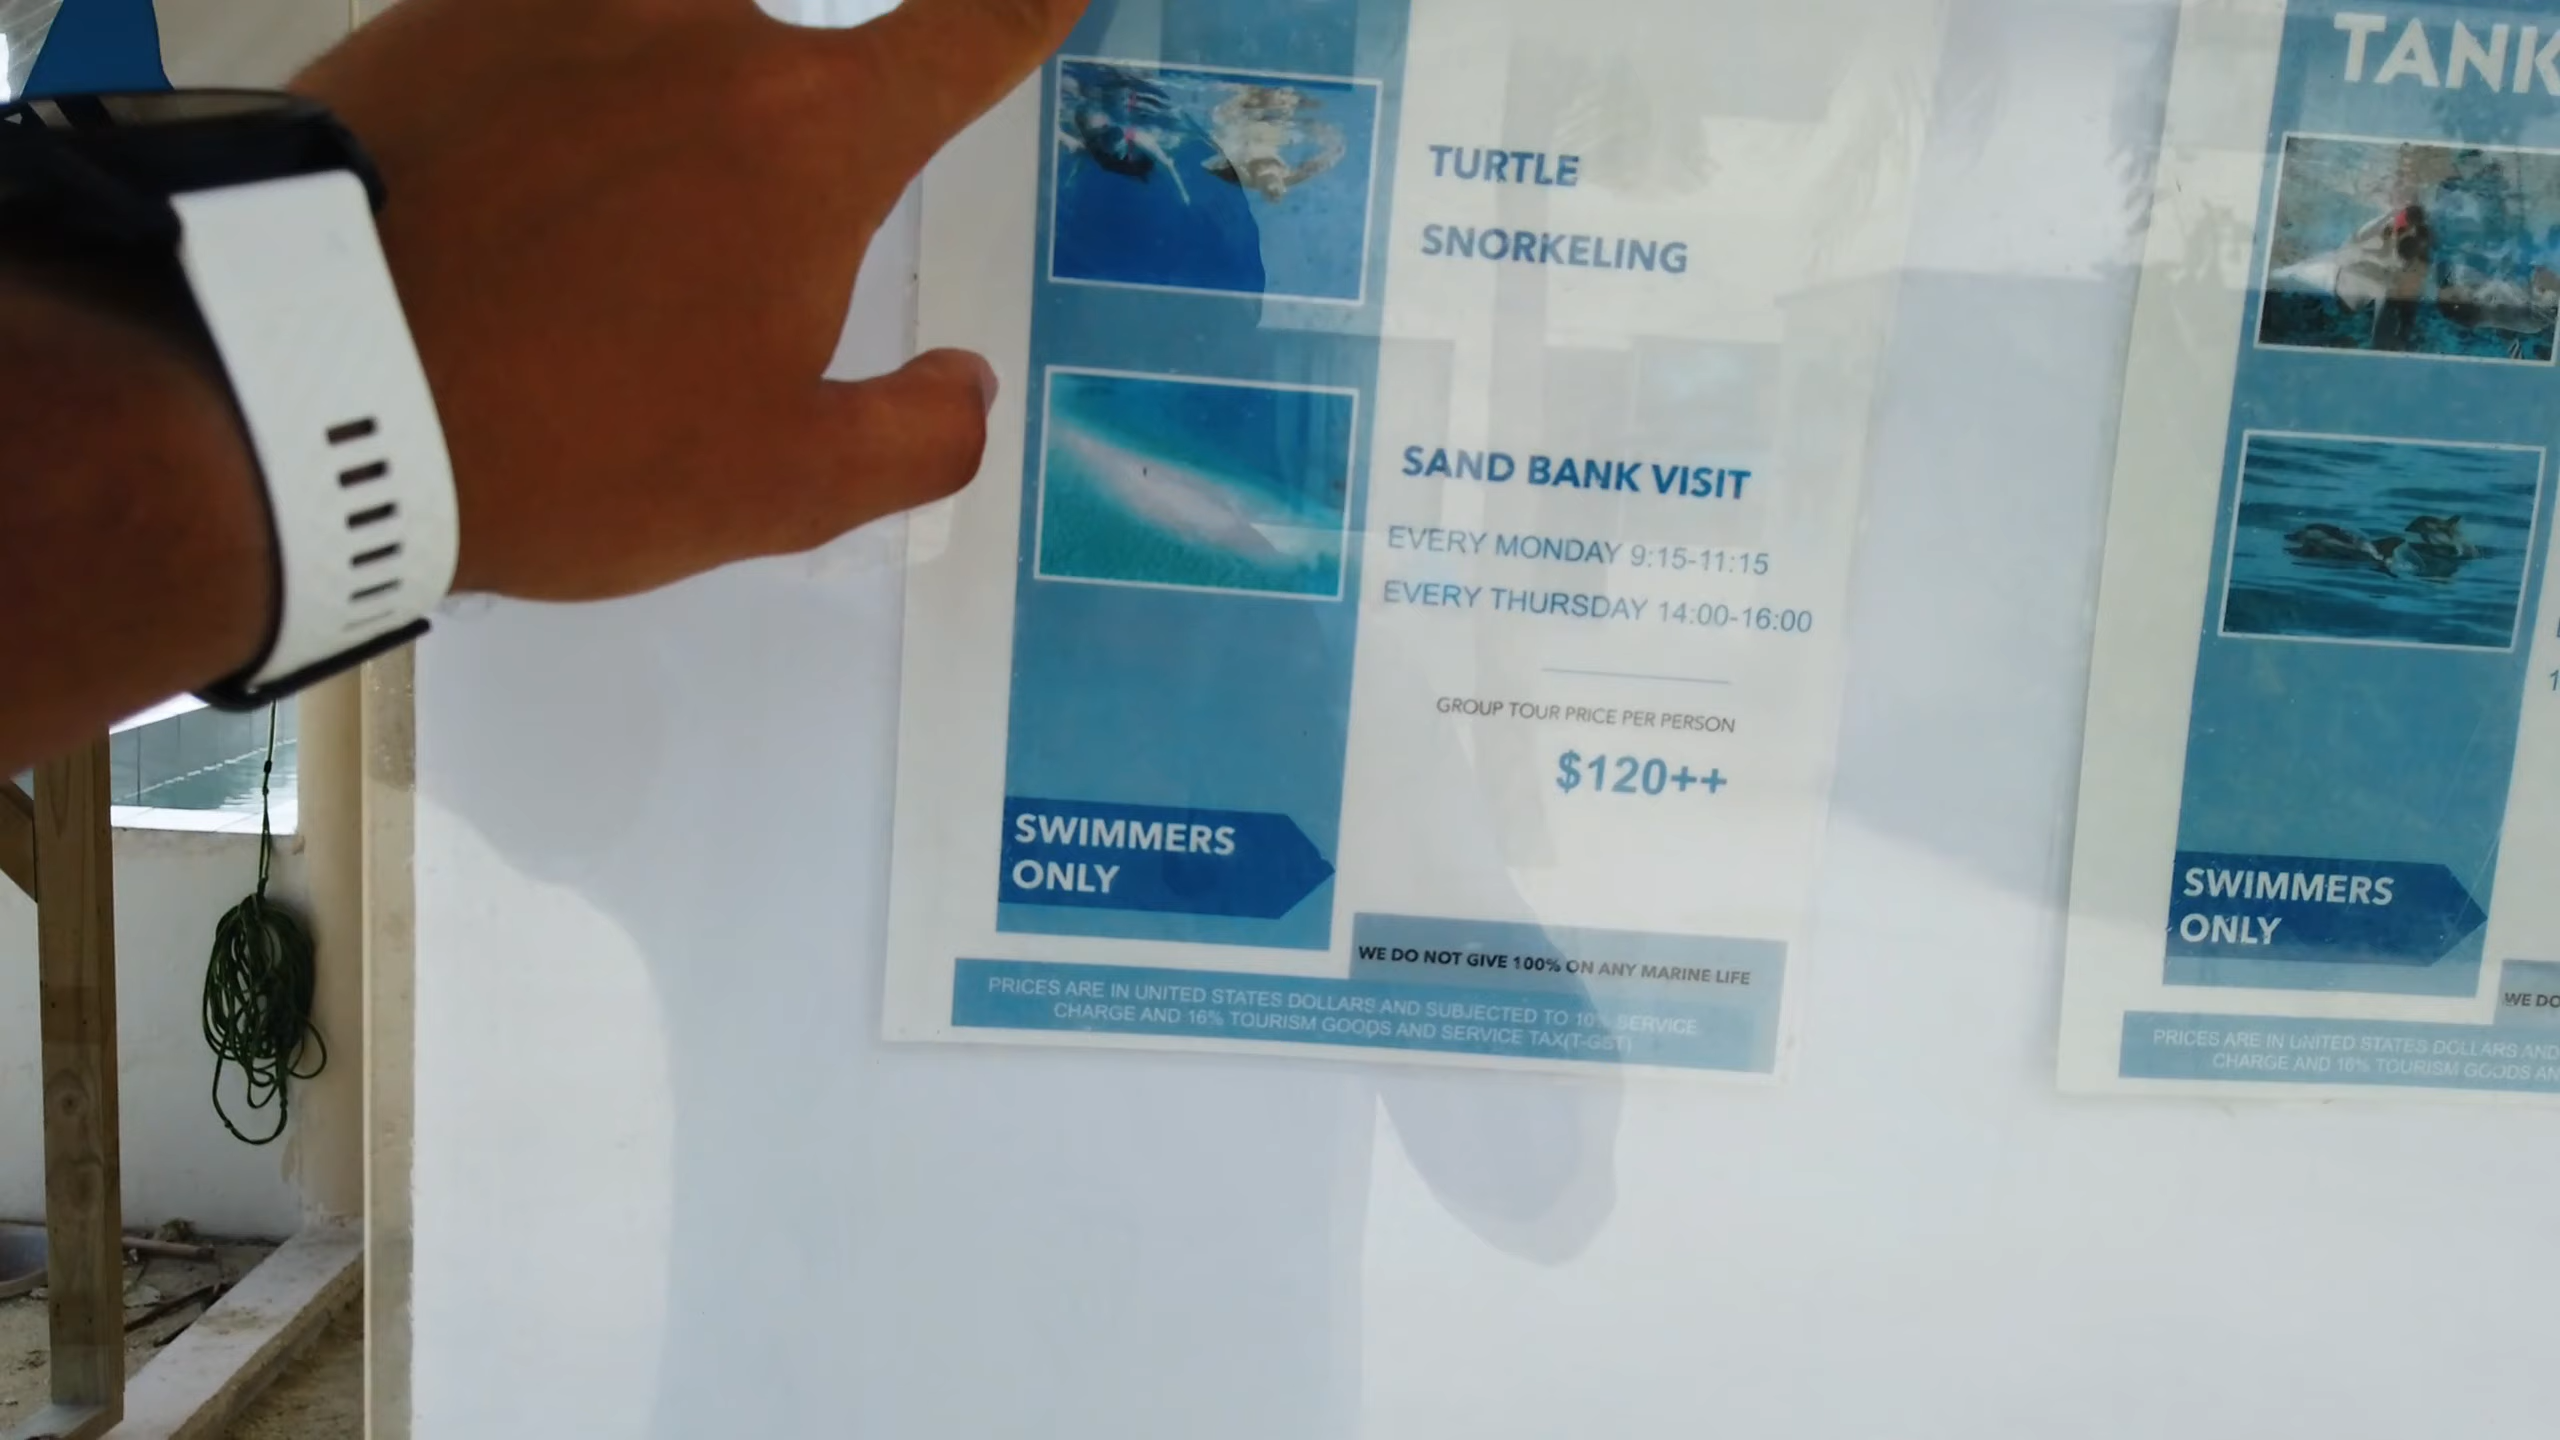 TURTLE
SNORKELING
SAND BANK VISIT
EVERY MONDAY 9:15-11:15
EVERY THURSDAY 14:00-16:00
GROUP TOUR PRICE PER PERSON
$120++
SWIMMERS
ONLY
WE DO NOT GIVE 100% ON ANY MARINE LIFE
PRICES ARE IN UNITED STATES DOLLARS AND SUBJECTED TO 10% SERVICE
CHARGE AND 16% TOURISM GOODS AND SERVICE TAX(T-GST)
TANK
SWIMMERS
ONLY
WE DO
PRICES ARE IN UNITED STATES DOLLARS AND
CHARGE AND 16% TOURISM GOODS AN